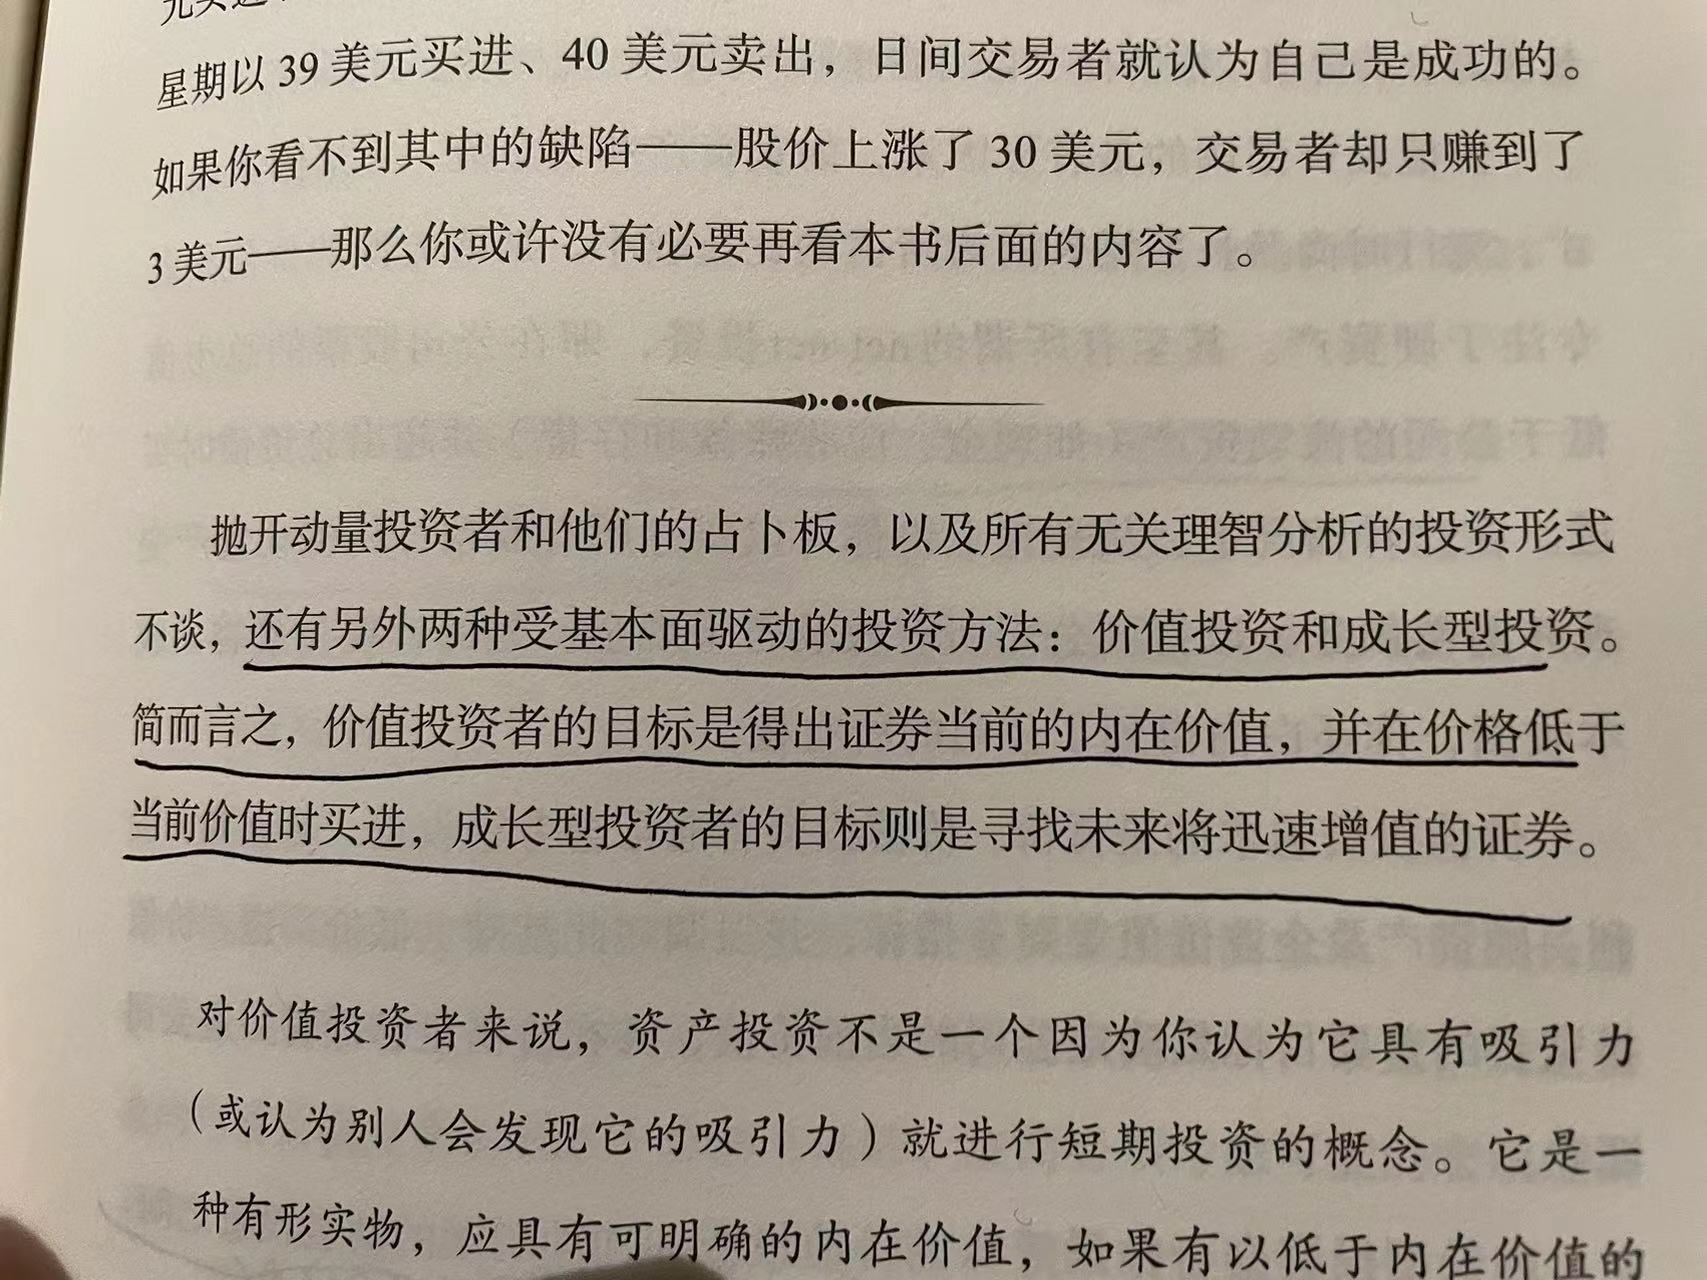 星期以 39 美元买进、40 美元卖出，日间交易者就认为自己是成功的。
如果你看不到其中的缺陷——股价上涨了 30 美元，交易者却只赚到了
3 美元——那么你或许没有必要再看本书后面的内容了。
抛开动量投资者和他们的占卜板，以及所有无关理智分析的投资形式
不谈，还有另外两种受基本面驱动的投资方法：价值投资和成长型投资。
简而言之，价值投资者的目标是得出证券当前的内在价值，并在价格低于
当前价值时买进，成长型投资者的目标则是寻找未来将迅速增值的证券。
对价值投资者来说，资产投资不是一个因为你认为它具有吸引力
（或认为别人会发现它的吸引力）就进行短期投资的概念。它是一
种有形实物，应具有可明确的内在价值，如果有以低于内在价值的